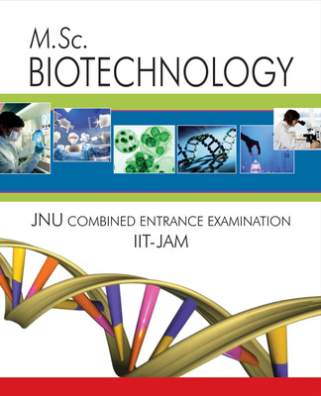 M.Sc.
BIOTECHNOLOGY
JNU COMBINED ENTRANCE EXAMINATION
IIT-JAM